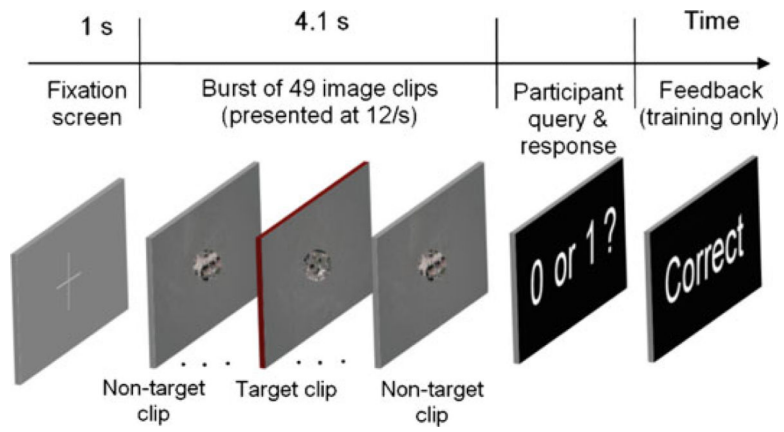 1 s
4.1 s
Time
Fixation
screen
Burst of 49 image clips
(presented at 12/s)
Participant
query &
response
Feedback
(training only)
0 or 1 ?
Correct
Non-target
clip
. . .
Target clip
. . .
Non-target
clip